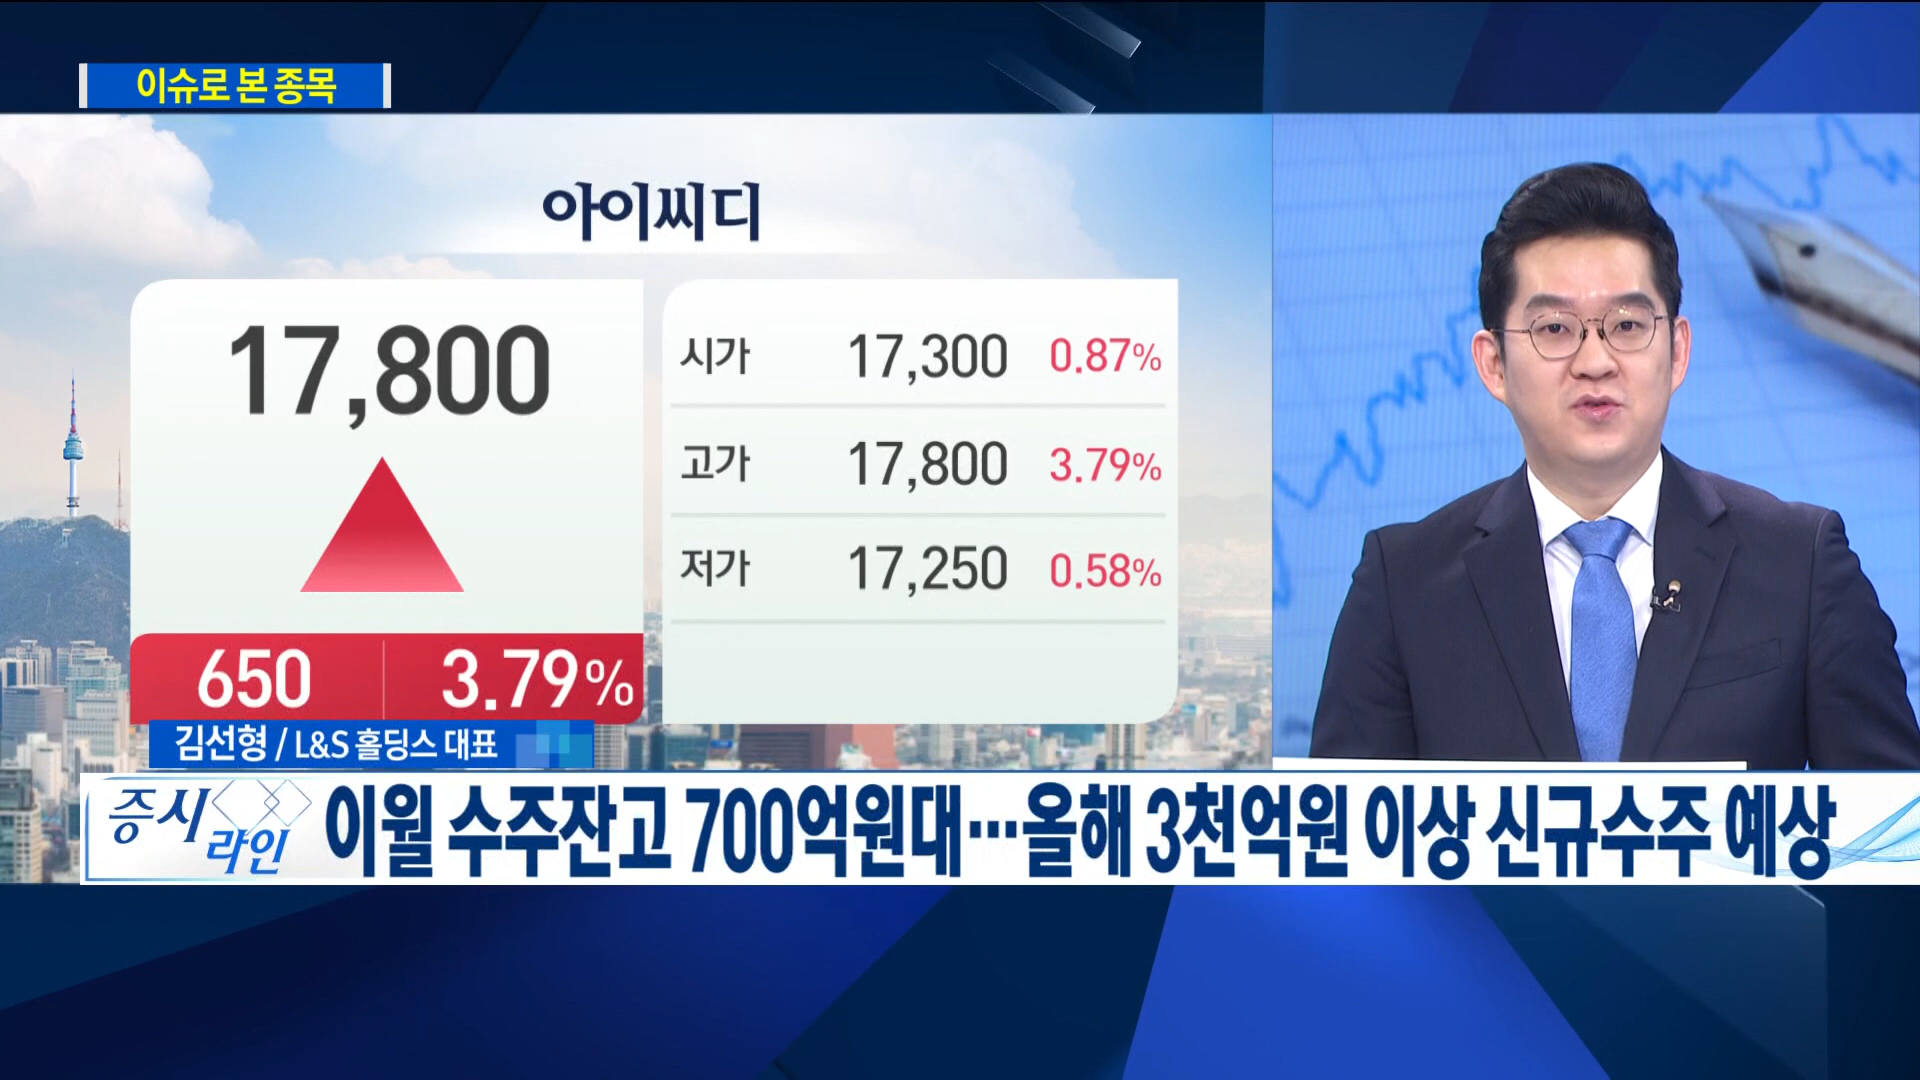 이슈로 본 종목
아이씨디
17,800
650 3.79%
시가 17,300 0.87%
고가 17,800 3.79%
저가 17,250 0.58%
김선형 / L&S 홀딩스 대표
증시라인
이월 수주잔고 700억원대…올해 3천억원 이상 신규수주 예상